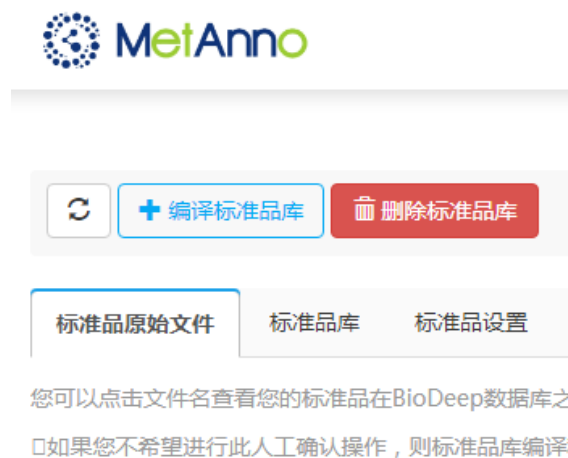 MetAnno
编译标准品库 删除标准品库
标准品原始文件 标准品库 标准品设置
您可以点击文件名查看您的标准品在BioDeep数据库之
如果您不希望进行此人工确认操作，则标准品库编译